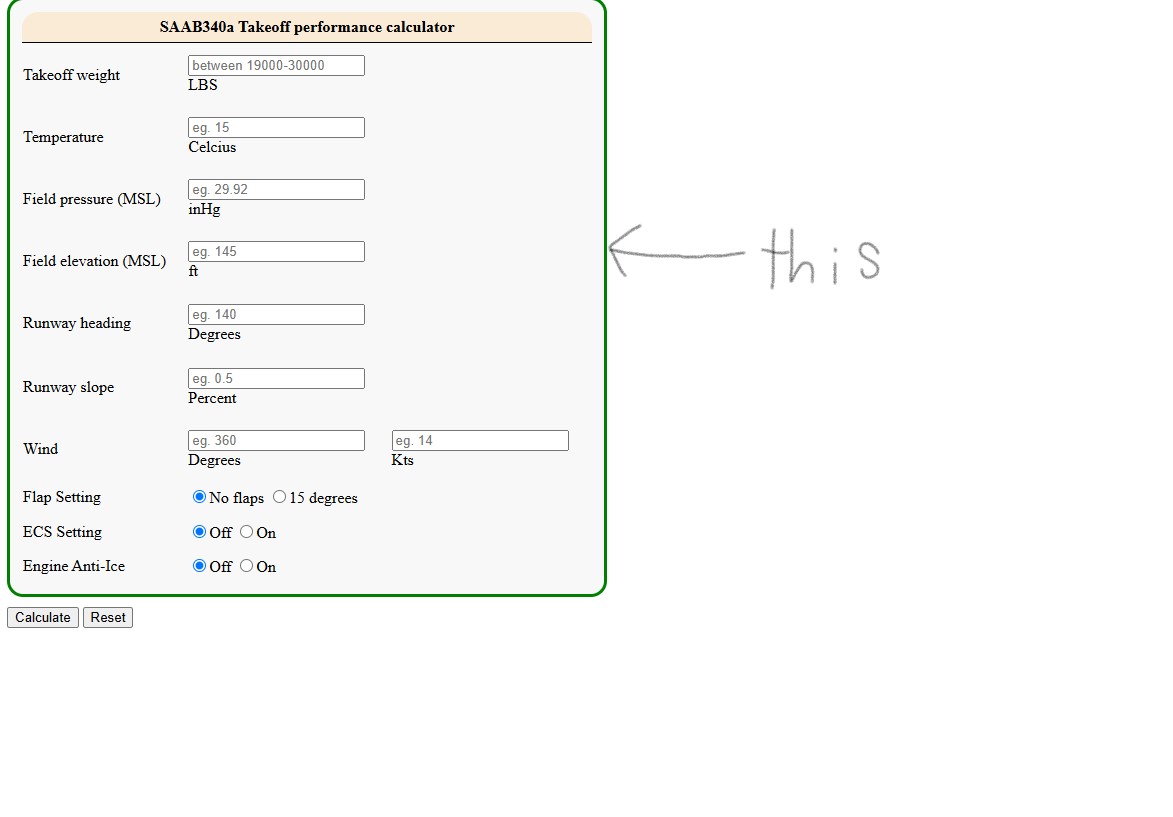 SAAB340a Takeoff performance calculator
Takeoff weight
between 19000-30000
LBS
Temperature
eg. 15
Celcius
Field pressure (MSL)
eg. 29.92
inHg
Field elevation (MSL)
eg. 145
ft
this
Runway heading
eg. 140
Degrees
Runway slope
eg. 0.5
Percent
Wind
eg. 360 eg. 14
Degrees Kts
Flap Setting No flaps 15 degrees
ECS Setting Off On
Engine Anti-Ice Off On
Calculate Reset